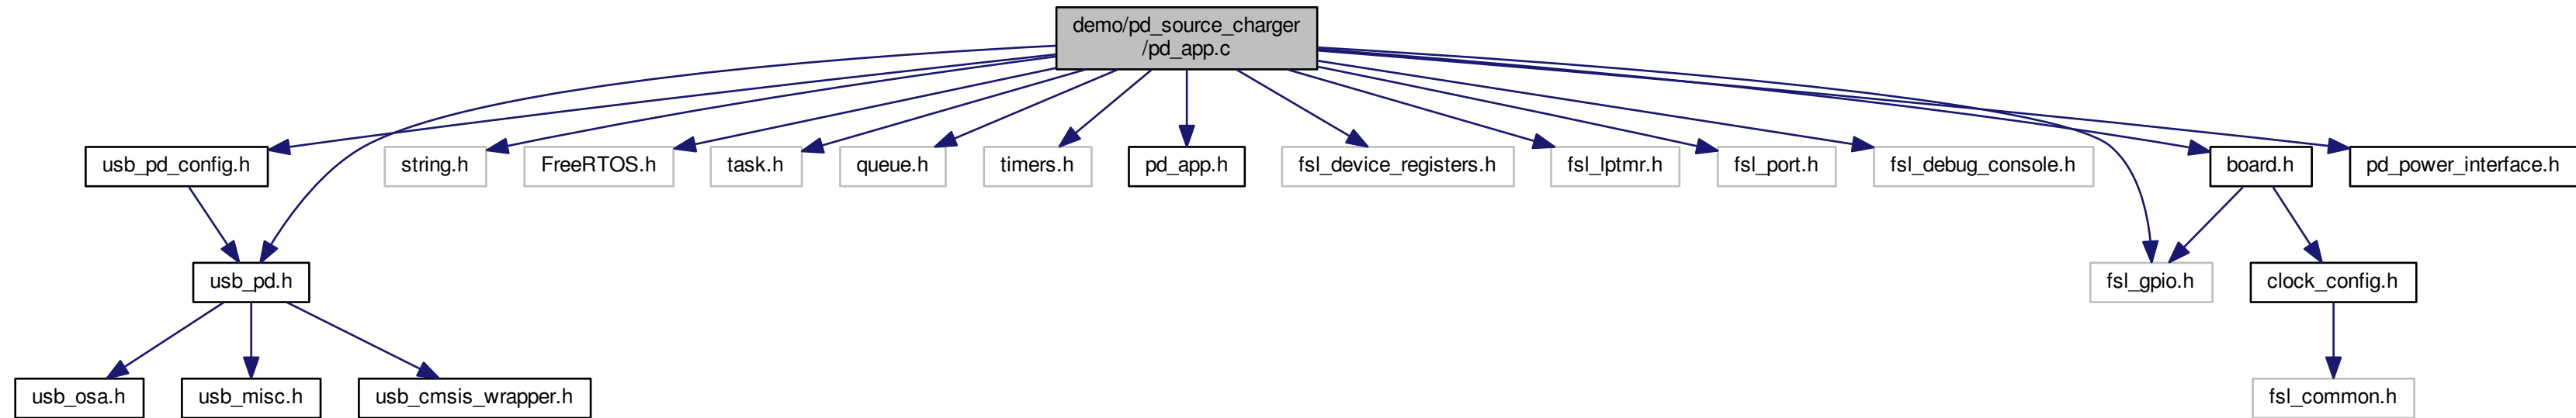 demo/pd_source_charger
/pd_app.c
usb_pd_config.h
string.h
FreeRTOS.h
task.h
queue.h
timers.h
pd_app.h
fsl_device_registers.h
fsl_lptmr.h
fsl_port.h
fsl_debug_console.h
board.h
pd_power_interface.h
usb_pd.h
fsl_gpio.h
clock_config.h
usb_osa.h
usb_misc.h
usb_cmsis_wrapper.h
fsl_common.h